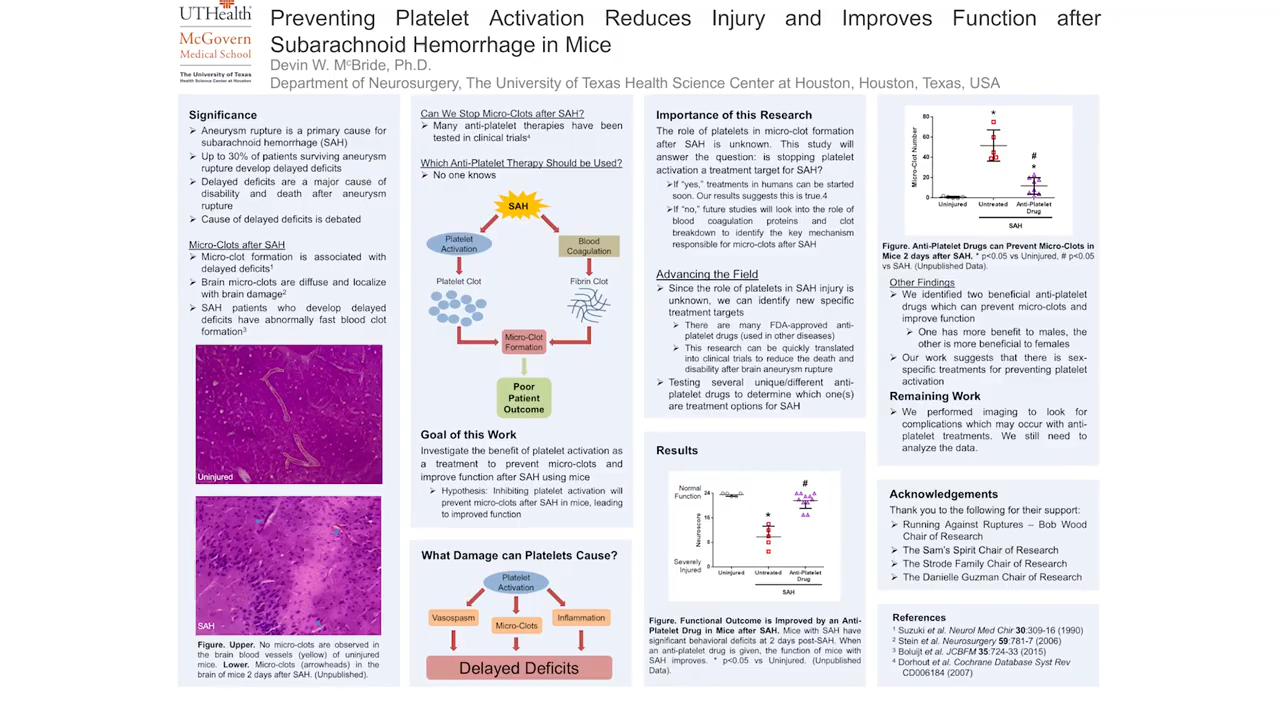 UTHealth
McGovern
Medical School
The University of Texas
Health Science Center at Houston
Preventing Platelet Activation Reduces Injury and Improves Function after
Subarachnoid Hemorrhage in Mice
Devin W. McBride, Ph.D.
Department of Neurosurgery, The University of Texas Health Science Center at Houston, Houston, Texas, USA
Significance
➢ Aneurysm rupture is a primary cause for
subarachnoid hemorrhage (SAH)
➢ Up to 30% of patients surviving aneurysm
rupture develop delayed deficits
➢ Delayed deficits are a major cause of
disability and death after aneurysm
rupture
➢ Cause of delayed deficits is debated
Micro-Clots after SAH
➢ Micro-clot formation is associated with
delayed deficits1
➢ Brain micro-clots are diffuse and localize
with brain damage2
➢ SAH patients who develop delayed
deficits have abnormally fast blood clot
formation3
Uninjured
SAH
Figure. Upper. No micro-clots are observed in
the brain blood vessels (yellow) of uninjured
mice. Lower. Micro-clots (arrowheads) in the
brain of mice 2 days after SAH. (Unpublished).
Can We Stop Micro-Clots after SAH?
➢ Many anti-platelet therapies have been
tested in clinical trials4
Which Anti-Platelet Therapy Should be Used?
➢ No one knows
SAH
Platelet
Activation
Blood
Coagulation
Platelet Clot
Fibrin Clot
Micro-Clot
Formation
Poor
Patient
Outcome
Goal of this Work
Investigate the benefit of platelet activation as
a treatment to prevent micro-clots and
improve function after SAH using mice
➢ Hypothesis: Inhibiting platelet activation will
prevent micro-clots after SAH in mice, leading
to improved function
What Damage can Platelets Cause?
Platelet
Activation
Vasospasm
Micro-Clots
Inflammation
Delayed Deficits
Importance of this Research
The role of platelets in micro-clot formation
after SAH is unknown. This study will
answer the question: is stopping platelet
activation a treatment target for SAH?
➢ If “yes,” treatments in humans can be started
soon. Our results suggests this is true.4
➢ If “no,” future studies will look into the role of
blood coagulation proteins and clot
breakdown to identify the key mechanism
responsible for micro-clots after SAH
Advancing the Field
➢ Since the role of platelets in SAH injury is
unknown, we can identify new specific
treatment targets
➢ There are many FDA-approved anti-
platelet drugs (used in other diseases)
➢ This research can be quickly translated
into clinical trials to reduce the death and
disability after brain aneurysm rupture
➢ Testing several unique/different anti-
platelet drugs to determine which one(s)
are treatment options for SAH
Results
Normal
Function
Neuroscore
Severely
Injured
24
16
8
0
*
#
Uninjured
Untreated
Anti-Platelet
Drug
SAH
Figure. Functional Outcome is Improved by an Anti-
Platelet Drug in Mice after SAH. Mice with SAH have
significant behavioral deficits at 2 days post-SAH. When
an anti-platelet drug is given, the function of mice with
SAH improves. * p<0.05 vs Uninjured. (Unpublished
Data).
Micro-Clot Number
80
60
40
20
0
*
#
*
Uninjured
Untreated
Anti-Platelet
Drug
SAH
Figure. Anti-Platelet Drugs can Prevent Micro-Clots in
Mice 2 days after SAH. * p<0.05 vs Uninjured, # p<0.05
vs SAH. (Unpublished Data).
Other Findings
➢ We identified two beneficial anti-platelet
drugs which can prevent micro-clots and
improve function
➢ One has more benefit to males, the
other is more beneficial to females
➢ Our work suggests that there is sex-
specific treatments for preventing platelet
activation
Remaining Work
➢ We performed imaging to look for
complications which may occur with anti-
platelet treatments. We still need to
analyze the data.
Acknowledgements
Thank you to the following for their support:
➢ Running Against Ruptures – Bob Wood
Chair of Research
➢ The Sam’s Spirit Chair of Research
➢ The Strode Family Chair of Research
➢ The Danielle Guzman Chair of Research
References
1 Suzuki et al. Neurol Med Chir 30:309-16 (1990)
2 Stein et al. Neurosurgery 59:781-7 (2006)
3 Boluijt et al. JCBFM 35:724-33 (2015)
4 Dorhout et al. Cochrane Database Syst Rev
CD006184 (2007)